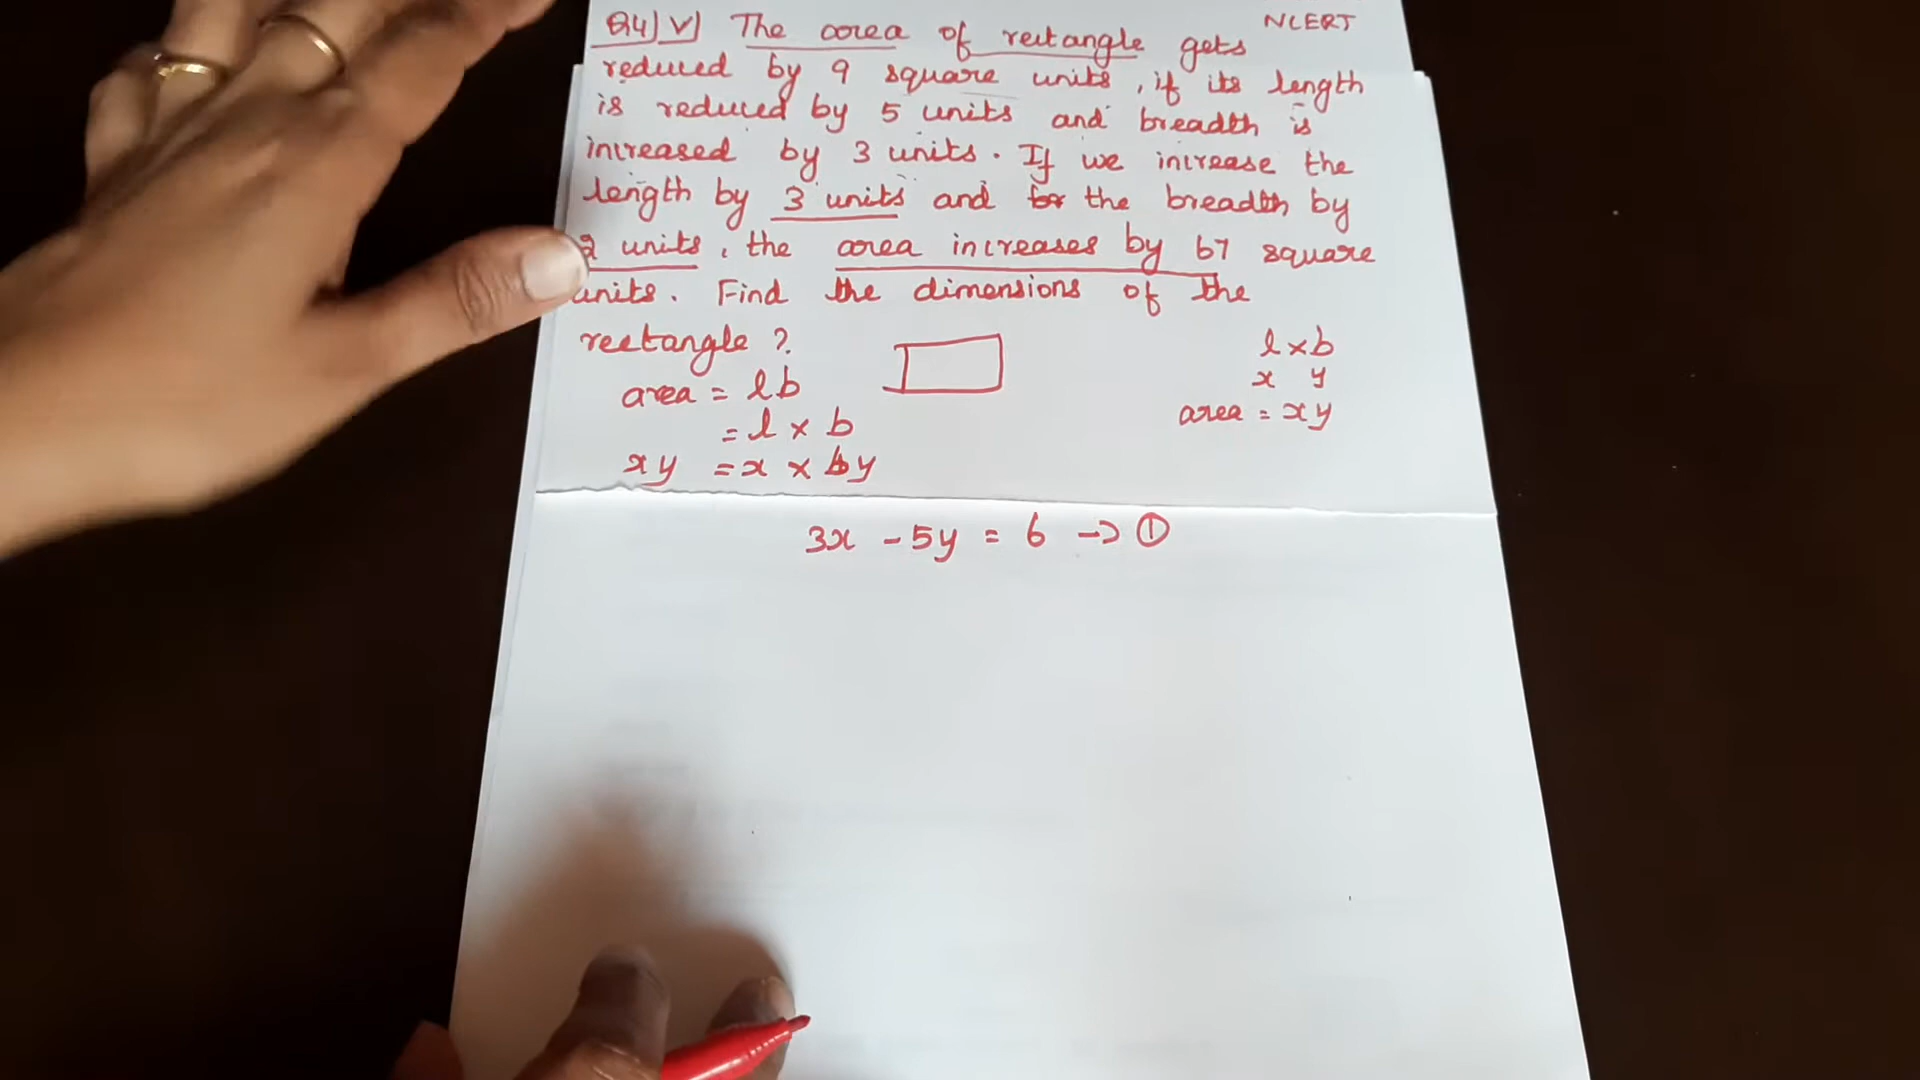 Q4) V) The area of rectangle gets NCERT
reduced by 9 square units, if its length
is reduced by 5 units and breadth is
increased by 3 units. If we increase the
length by 3 units and the breadth by
2 units, the area increases by 67 square
units. Find the dimensions of the
rectangle?
l × b
area = lb
x y
= l × b
area = xy
xy = x × y
3x - 5y = 6 → ①